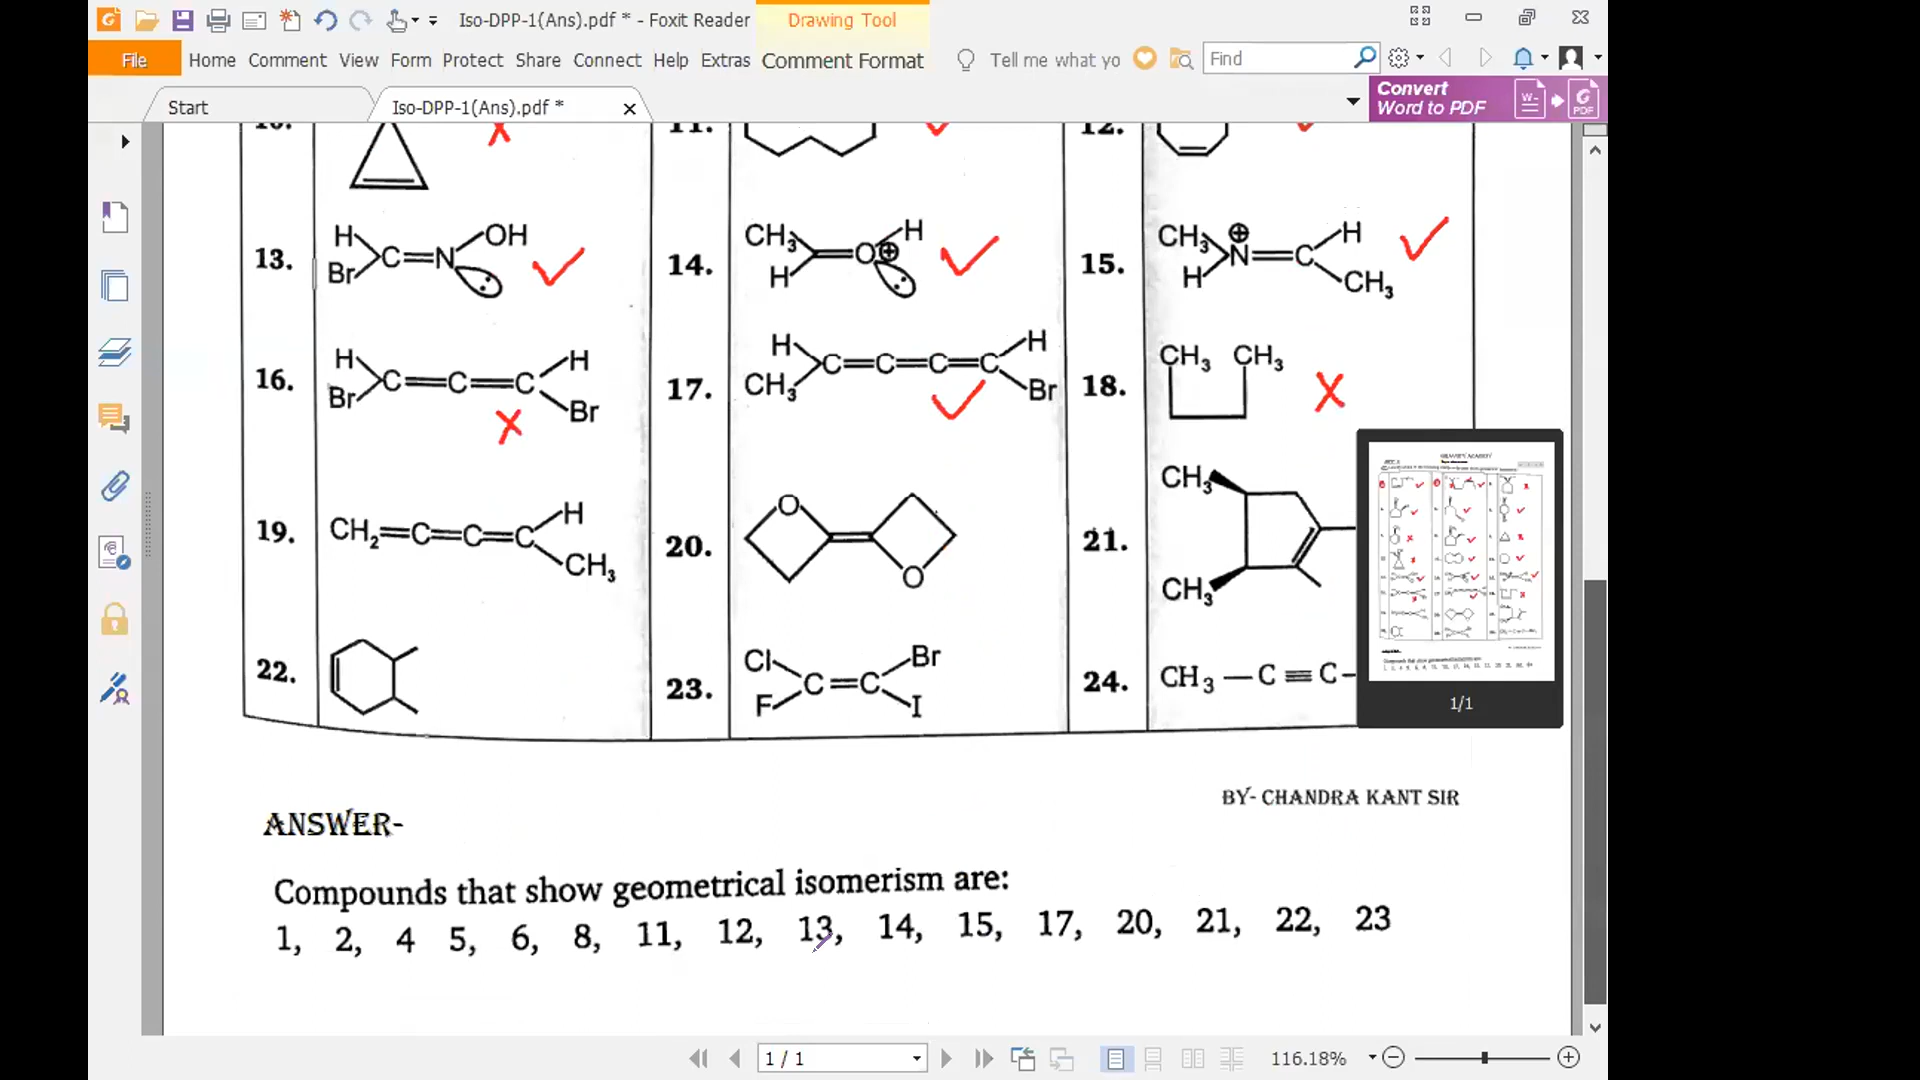 Iso-DPP-1(Ans).pdf * - Foxit Reader
Drawing Tool
File Home Comment View Form Protect Share Connect Help Extras Comment Format
Tell me what yo
Find
Start
Iso-DPP-1(Ans).pdf *
Convert
Word to PDF
10. 11. 12.
13. H Br C=N OH
14. CH3 H =O⊕ H
15. CH3 H N⊕=C H CH3
16. H Br C=C=C H Br
17. H CH3 C=C=C=C H Br
18. CH3 CH3
19. CH2=C=C=C H CH3
20. O O
21. CH3 CH3
22.
23. Cl F C=C Br I
24. CH3—C≡C—
1/1
BY- CHANDRA KANT SIR
ANSWER-
Compounds that show geometrical isomerism are:
1, 2, 4 5, 6, 8, 11, 12, 13, 14, 15, 17, 20, 21, 22, 23
1 / 1
116.18%